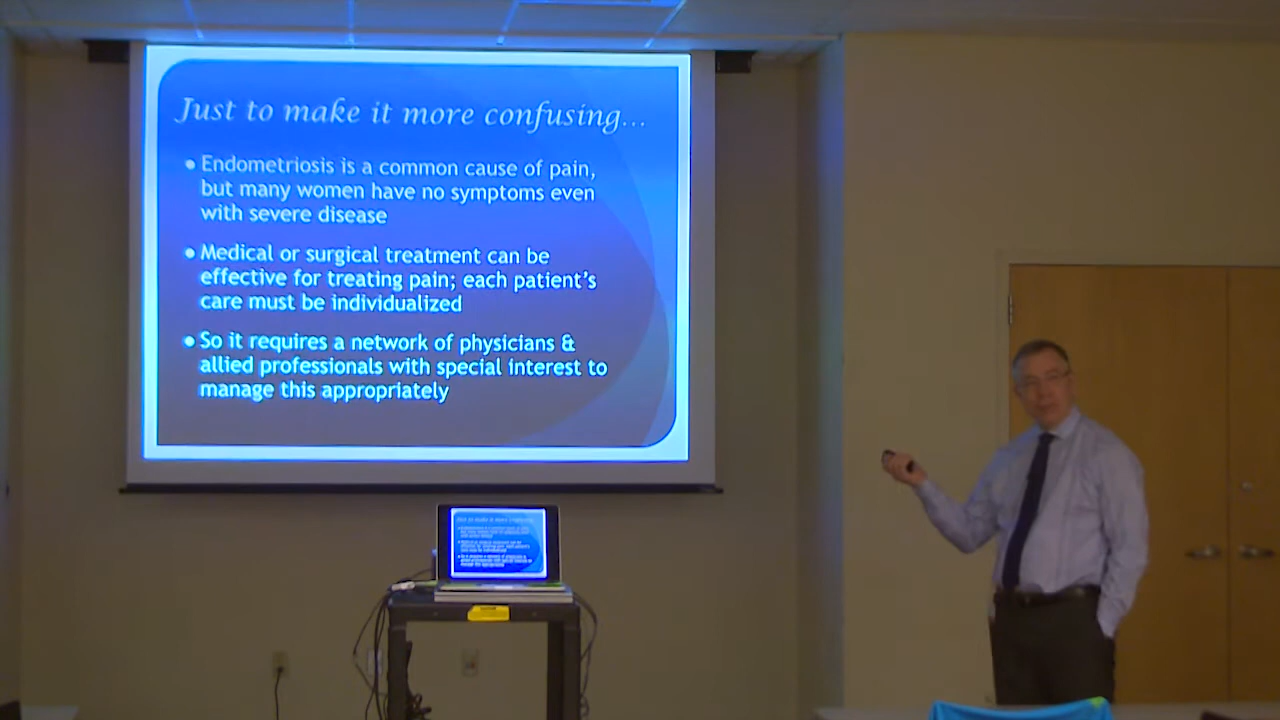 Just to make it more confusing...
• Endometriosis is a common cause of pain,
but many women have no symptoms even
with severe disease
• Medical or surgical treatment can be
effective for treating pain; each patient's
care must be individualized
• So it requires a network of physicians &
allied professionals with special interest to
manage this appropriately